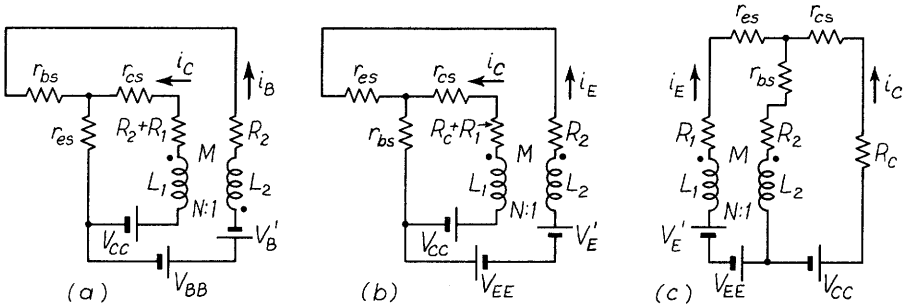 r_bs r_cs i_C i_B
r_es R_2+R_1 R_2
M
L_1 L_2
N:1
V_CC V_B'
V_BB
(a)
r_es r_cs i_C i_E
r_bs R_c+R_1 R_2
M
L_1 L_2
N:1
V_CC V_E'
V_EE
(b)
r_es r_cs
r_bs
i_E i_C
R_1 R_2 R_c
M
L_1 L_2
N:1
V_E'
V_EE V_CC
(c)